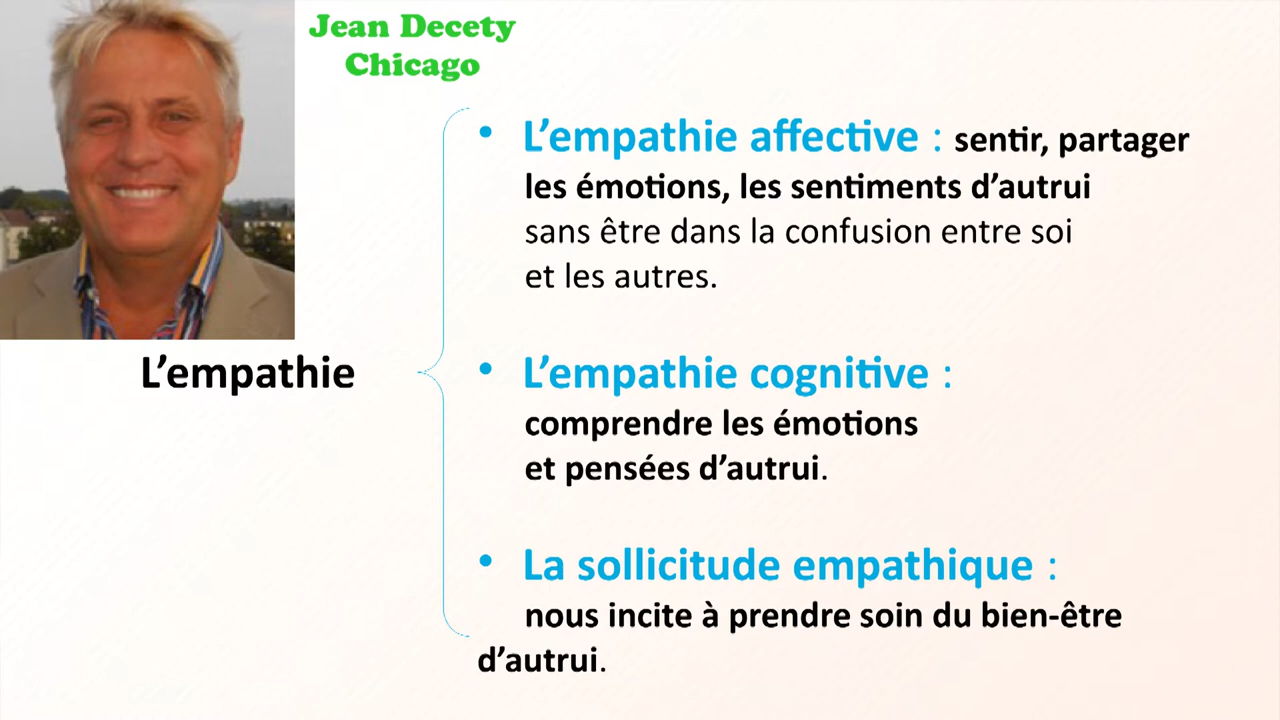 Jean Decety
Chicago
L'empathie
• L'empathie affective : sentir, partager
les émotions, les sentiments d'autrui
sans être dans la confusion entre soi
et les autres.
• L'empathie cognitive :
comprendre les émotions
et pensées d'autrui.
• La sollicitude empathique :
nous incite à prendre soin du bien-être
d'autrui.